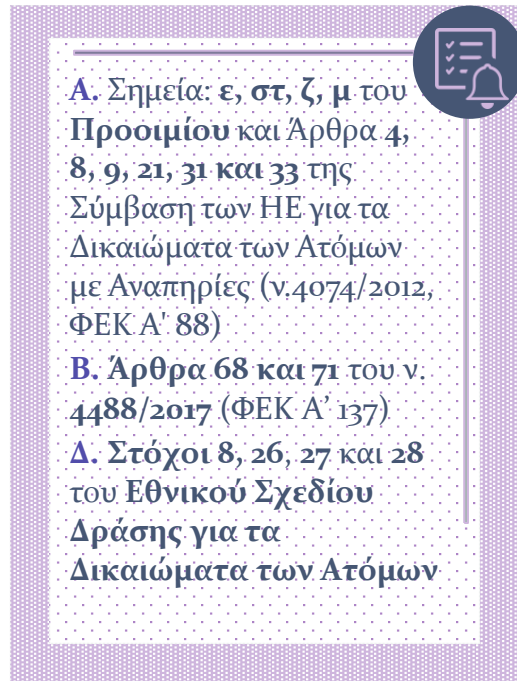 Α. Σημεία: ε, στ, ζ, μ του
Προοιμίου και Άρθρα 4,
8, 9, 21, 31 και 33 της
Σύμβαση των ΗΕ για τα
Δικαιώματα των Ατόμων
με Αναπηρίες (ν.4074/2012,
ΦΕΚ Α' 88)
Β. Άρθρα 68 και 71 του ν.
4488/2017 (ΦΕΚ Α’ 137)
Δ. Στόχοι 8, 26, 27 και 28
του Εθνικού Σχεδίου
Δράσης για τα
Δικαιώματα των Ατόμων